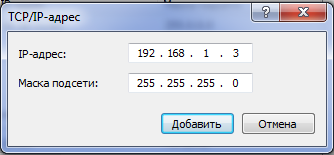 TCP/IP-адрес
IP-адрес: 192 . 168 . 1 . 3
Маска подсети: 255 . 255 . 255 . 0
Добавить Отмена